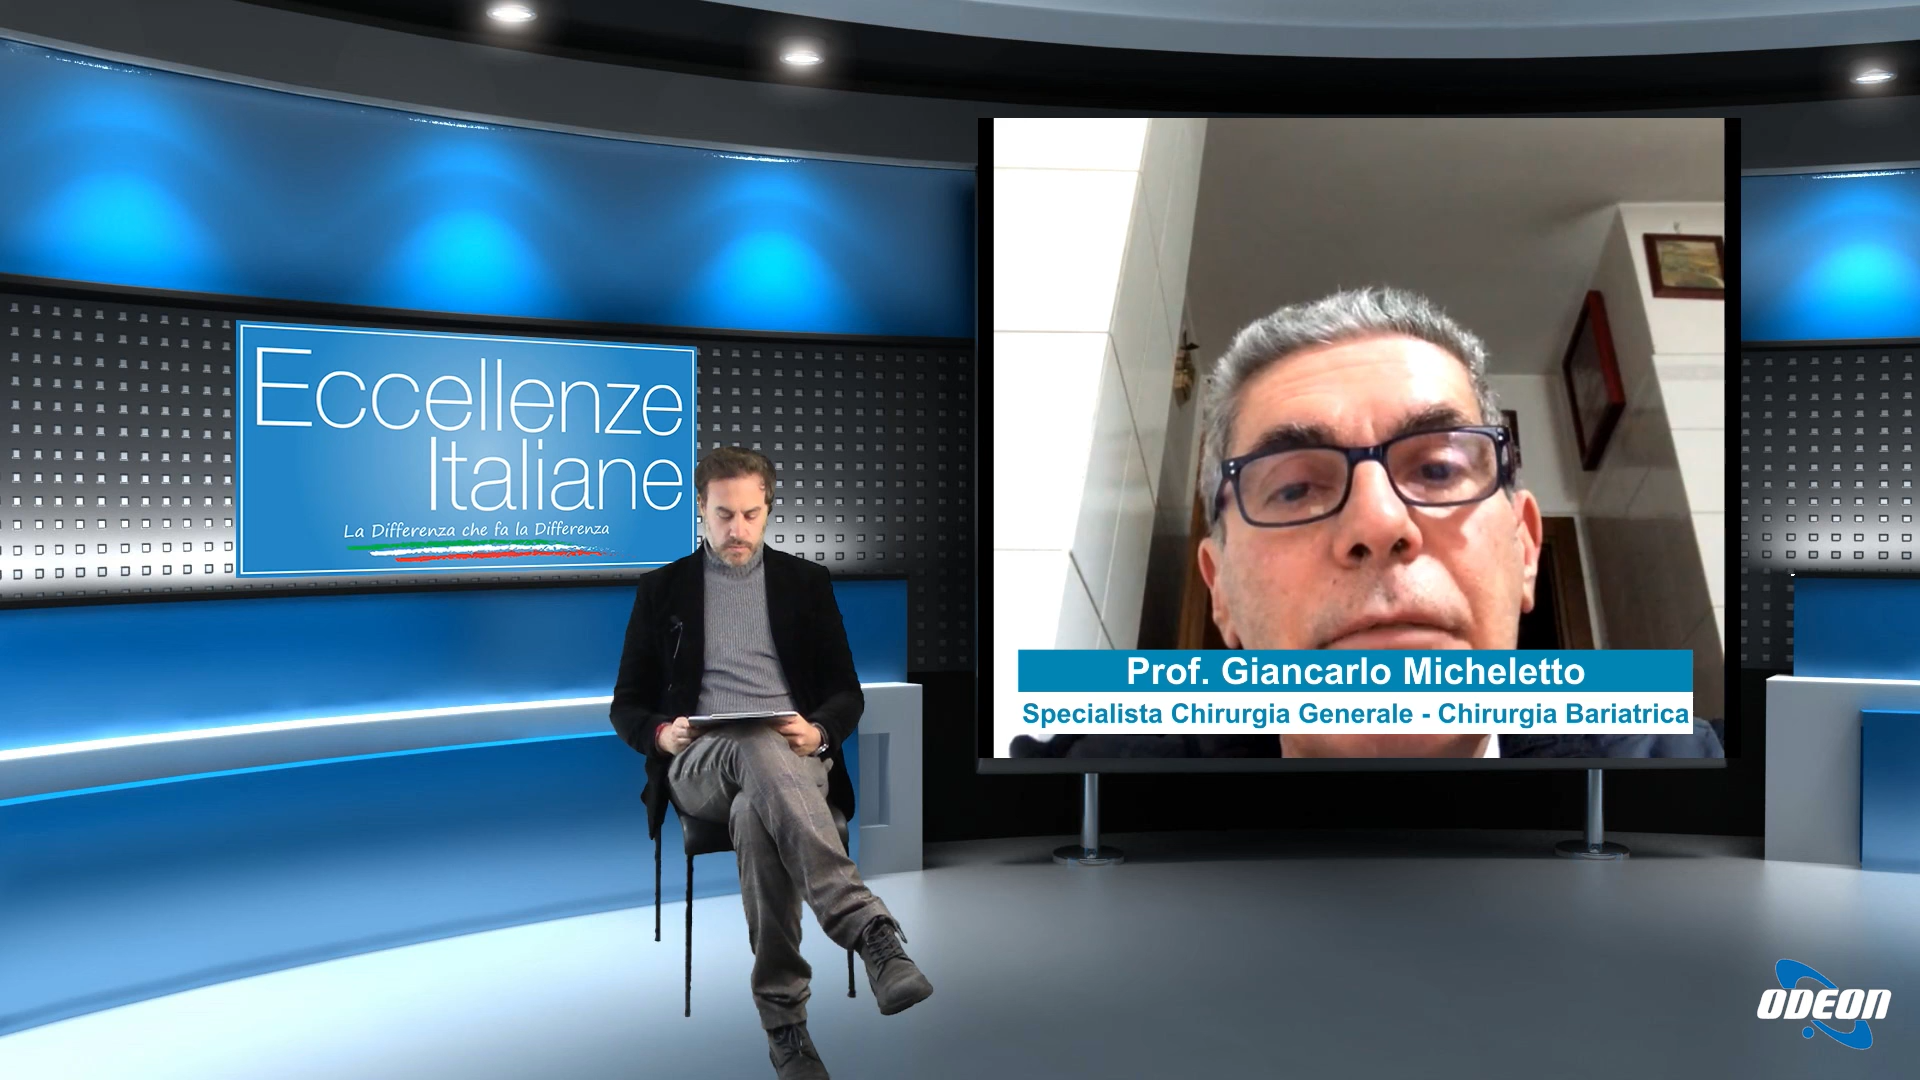 Eccellenze
Italiane
La Differenza che fa la Differenza
Prof. Giancarlo Micheletto
Specialista Chirurgia Generale - Chirurgia Bariatrica
ODEON